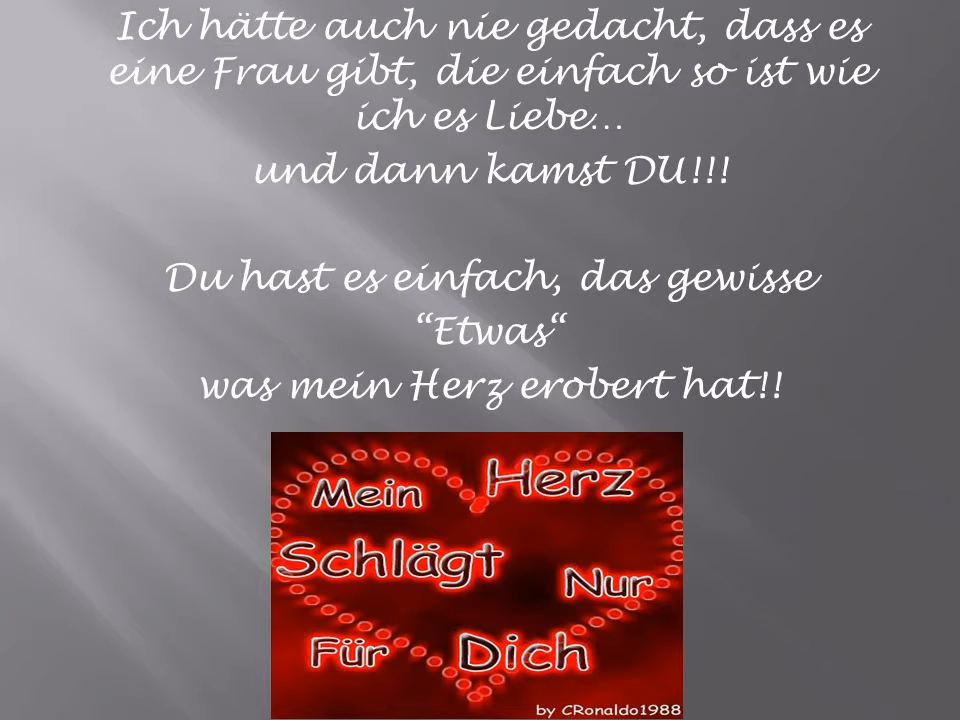 Ich hätte auch nie gedacht, dass es
eine Frau gibt, die einfach so ist wie
ich es Liebe…
und dann kamst DU!!!
Du hast es einfach, das gewisse
“Etwas“
was mein Herz erobert hat!!
Mein Herz
Schlägt Nur
Für Dich
by CRonaldo1988